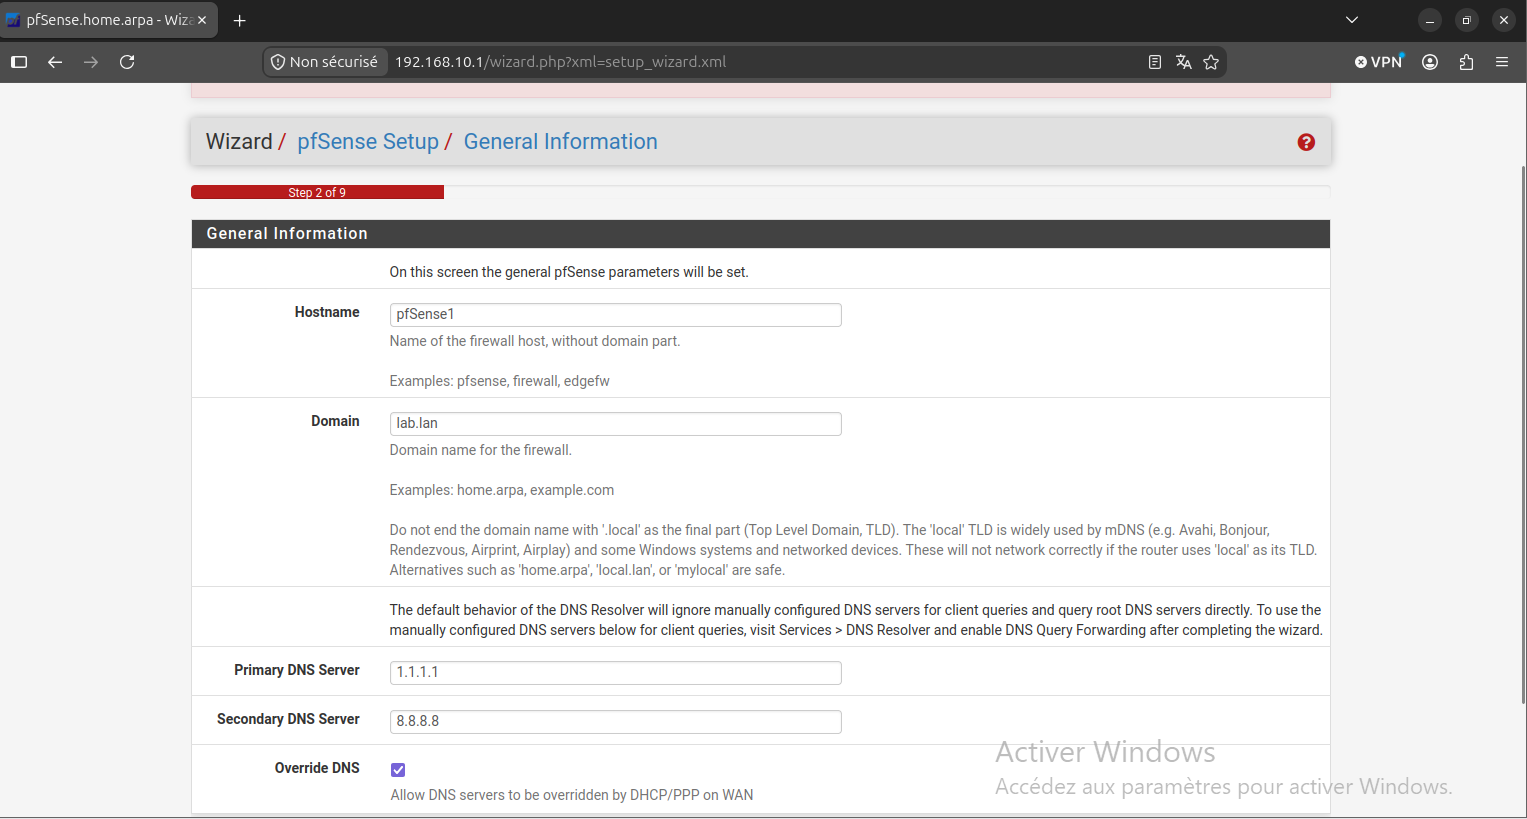 pfSense.home.arpa - Wiza
Non sécurisé
192.168.10.1/wizard.php?xml=setup_wizard.xml
VPN
Wizard / pfSense Setup / General Information
Step 2 of 9
General Information
On this screen the general pfSense parameters will be set.
Hostname
pfSense1
Name of the firewall host, without domain part.
Examples: pfsense, firewall, edgefw
Domain
lab.lan
Domain name for the firewall.
Examples: home.arpa, example.com
Do not end the domain name with '.local' as the final part (Top Level Domain, TLD). The 'local' TLD is widely used by mDNS (e.g. Avahi, Bonjour,
Rendezvous, Airprint, Airplay) and some Windows systems and networked devices. These will not network correctly if the router uses 'local' as its TLD.
Alternatives such as 'home.arpa', 'local.lan', or 'mylocal' are safe.
The default behavior of the DNS Resolver will ignore manually configured DNS servers for client queries and query root DNS servers directly. To use the
manually configured DNS servers below for client queries, visit Services > DNS Resolver and enable DNS Query Forwarding after completing the wizard.
Primary DNS Server
1.1.1.1
Secondary DNS Server
8.8.8.8
Override DNS
Allow DNS servers to be overridden by DHCP/PPP on WAN
Activer Windows
Accédez aux paramètres pour activer Windows.